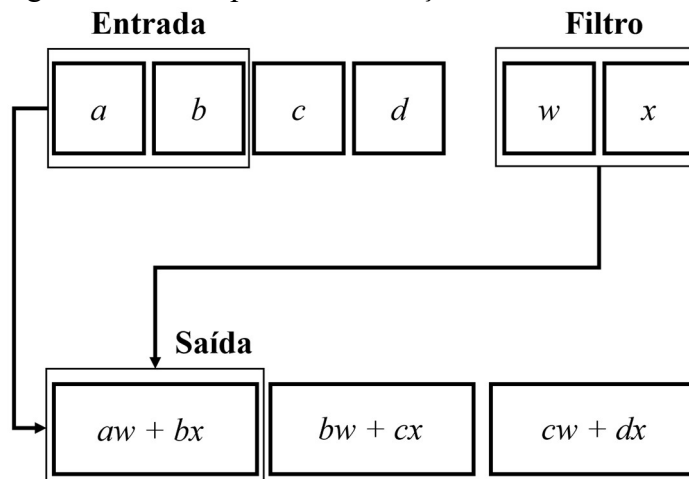 Entrada Filtro
a b c d w x
Saída
aw + bx bw + cx cw + dx